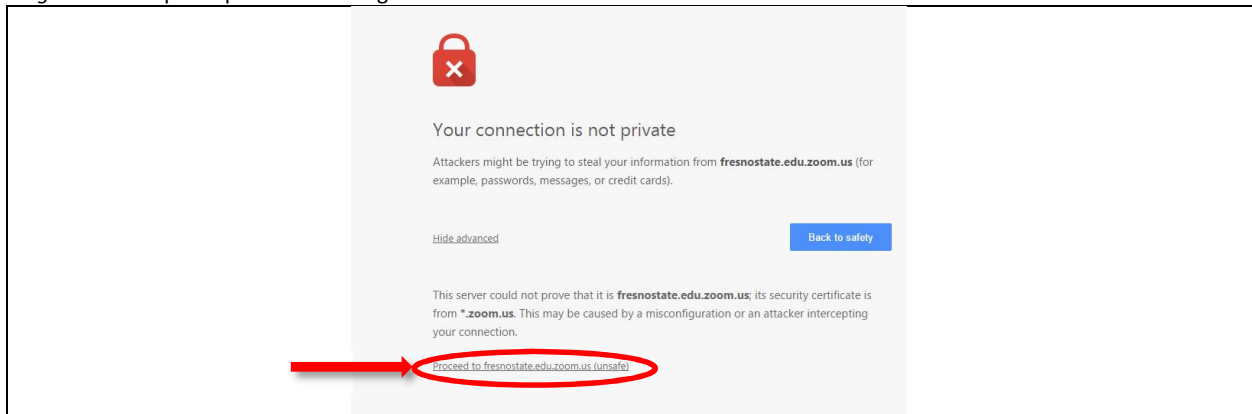 Your connection is not private
Attackers might be trying to steal your information from fresnostate.edu.zoom.us (for
example, passwords, messages, or credit cards).
Hide advanced
Back to safety
This server could not prove that it is fresnostate.edu.zoom.us; its security certificate is
from *.zoom.us. This may be caused by a misconfiguration or an attacker intercepting
your connection.
Proceed to fresnostate.edu.zoom.us (unsafe)